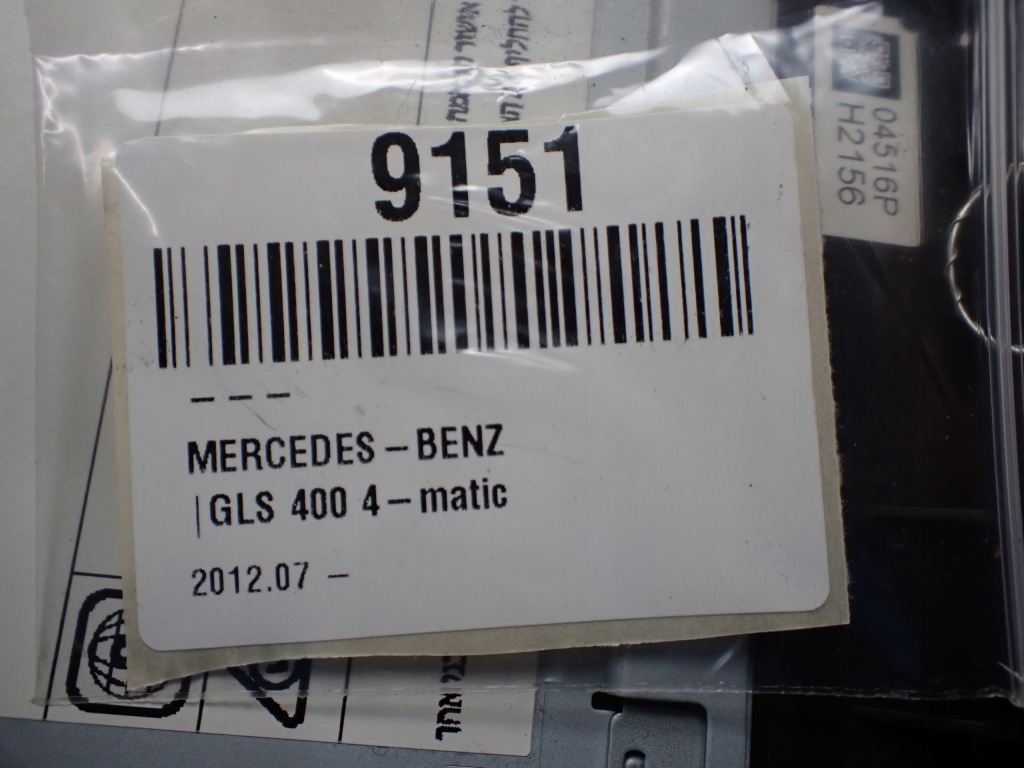 9151
– – –
MERCEDES – BENZ
|GLS 400 4 – matic
2012.07 –
04516P
H2156